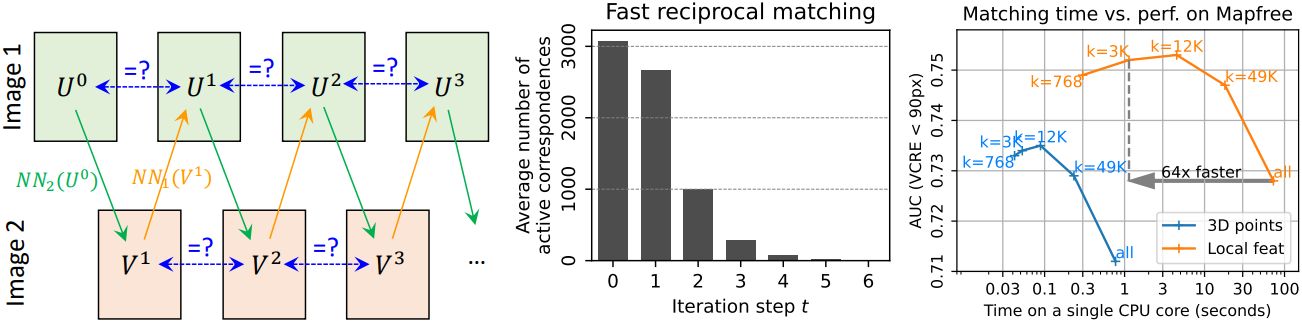 Image 1
U⁰
=?
U¹
=?
U²
=?
U³
NN₂(U⁰)
NN₁(V¹)
Image 2
V¹
=?
V²
=?
V³
...
Fast reciprocal matching
Average number of
active correspondences
3000
2000
1000
0
0 1 2 3 4 5 6
Iteration step t
Matching time vs. perf. on Mapfree
AUC (VCRE < 90px)
0.75
0.74
0.73
0.72
0.71
k=768
k=3K
k=12K
k=49K
all
k=768
k=3K
k=12K
k=49K
all
64x faster
3D points
Local feat
0.03 0.1 0.3 1 3 10 30 100
Time on a single CPU core (seconds)